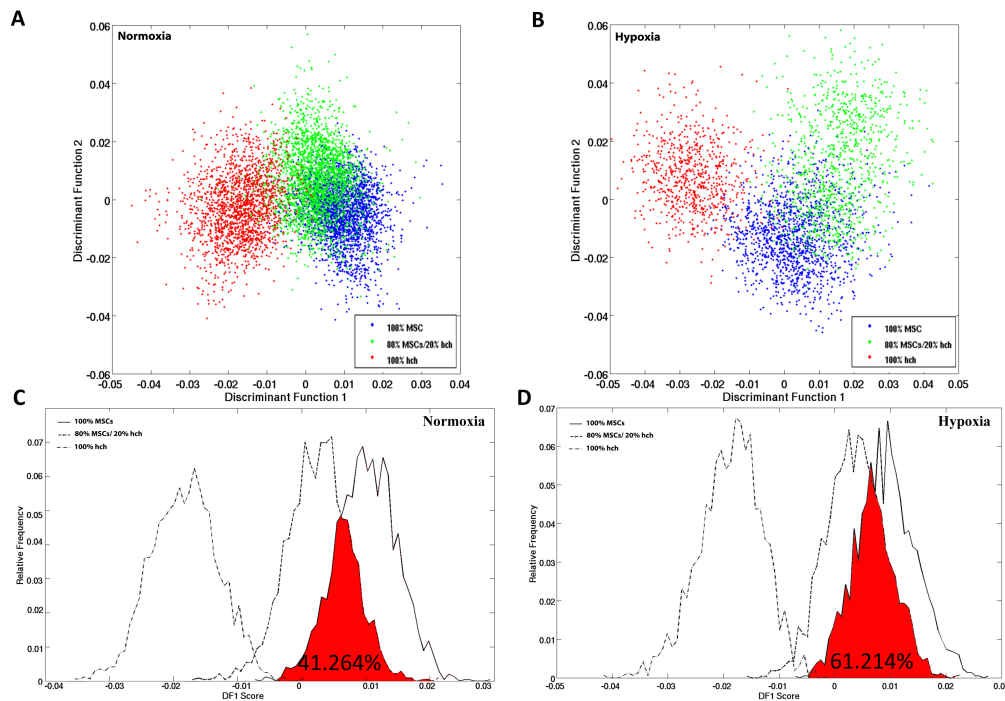 A
Normoxia
0.06
0.04
0.02
0
-0.02
-0.04
-0.06
Discriminant Function 2
100% MSC
80% MSCs/20% hch
100% hch
-0.05 -0.04 -0.03 -0.02 -0.01 0 0.01 0.02 0.03 0.04
Discriminant Function 1
B
Hypoxia
0.06
0.04
0.02
0
-0.02
-0.04
-0.06
Discriminant Function 2
100% MSC
80% MSCs/20% hch
100% hch
-0.05 -0.04 -0.03 -0.02 -0.01 0 0.01 0.02 0.03 0.04 0.05
Discriminant Function 1
C
Normoxia
100% MSCs
80% MSCs/ 20% hch
100% hch
0.07
0.06
0.05
0.04
0.03
0.02
0.01
0
Relative Frequency
41.264%
-0.04 -0.03 -0.02 -0.01 0 0.01 0.02 0.03
DF1 Score
D
Hypoxia
100% MSCs
80% MSCs/ 20% hch
100% hch
0.07
0.06
0.05
0.04
0.03
0.02
0.01
0
Relative Frequency
61.214%
-0.05 -0.04 -0.03 -0.02 -0.01 0 0.01 0.02 0.0
DF1 Score